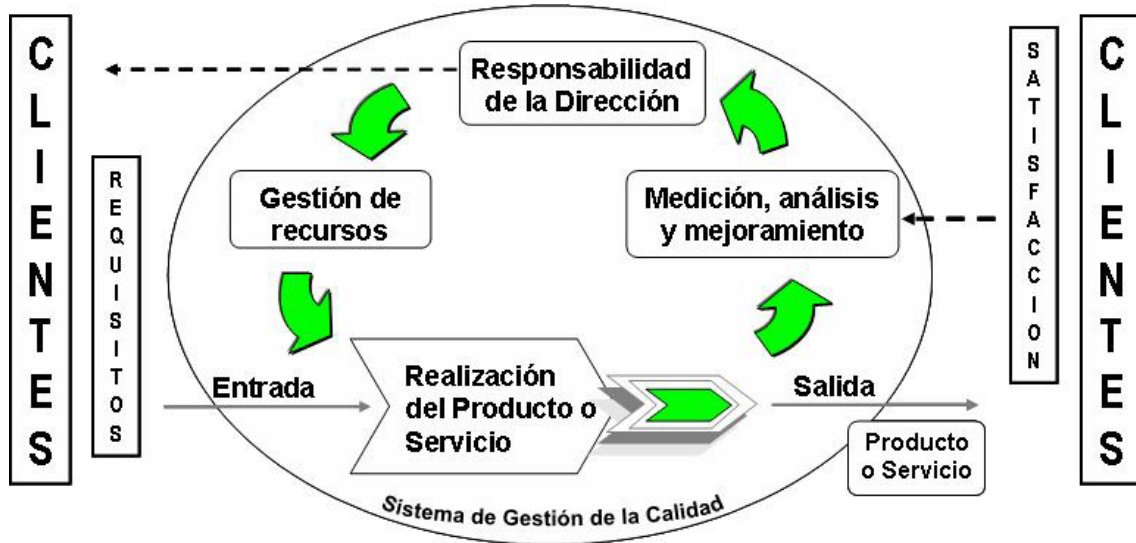 CLIENTES
REQUISITOS
Responsabilidad
de la Dirección
Gestión de
recursos
Medición, análisis
y mejoramiento
Entrada
Realización
del Producto o
Servicio
Salida
Producto
o Servicio
Sistema de Gestión de la Calidad
SATISFACCION
CLIENTES